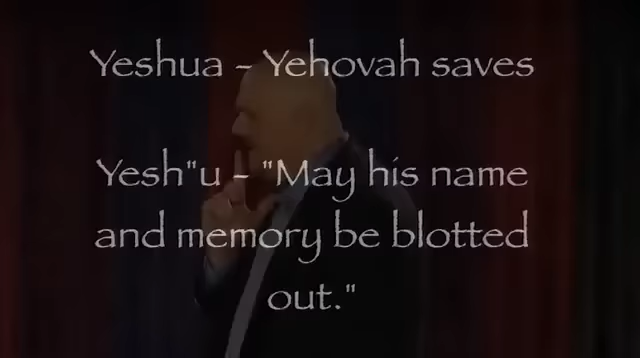 Yeshua - Yehovah saves
Yesh"u - "May his name
and memory be blotted
out."